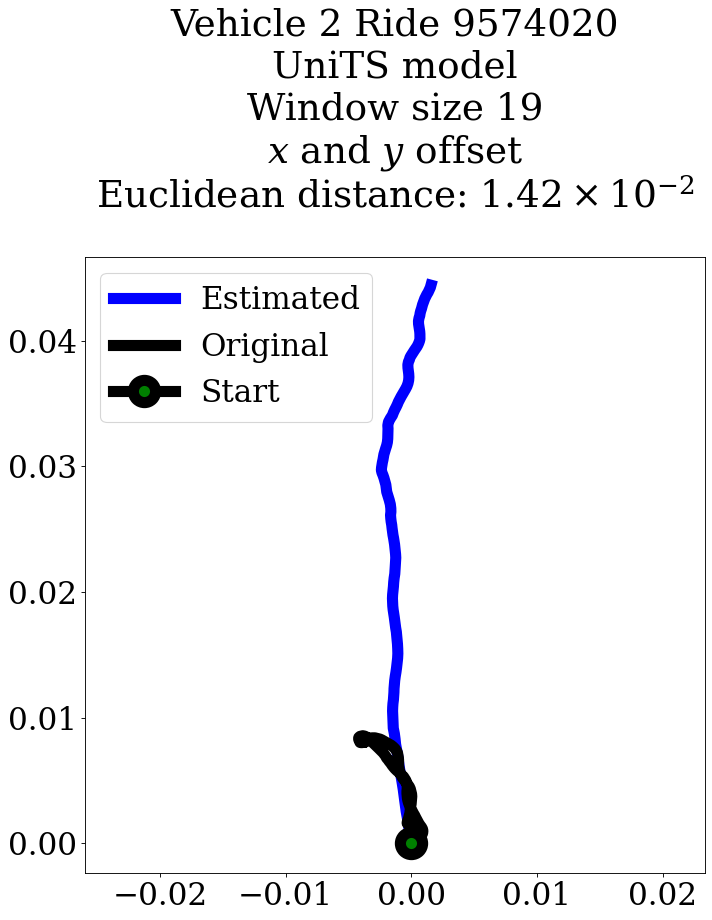 Vehicle 2 Ride 9574020
UniTS model
Window size 19
x and y offset
Euclidean distance: 1.42 × 10⁻²
Estimated
Original
Start
0.04
0.03
0.02
0.01
0.00
−0.02 −0.01 0.00 0.01 0.02